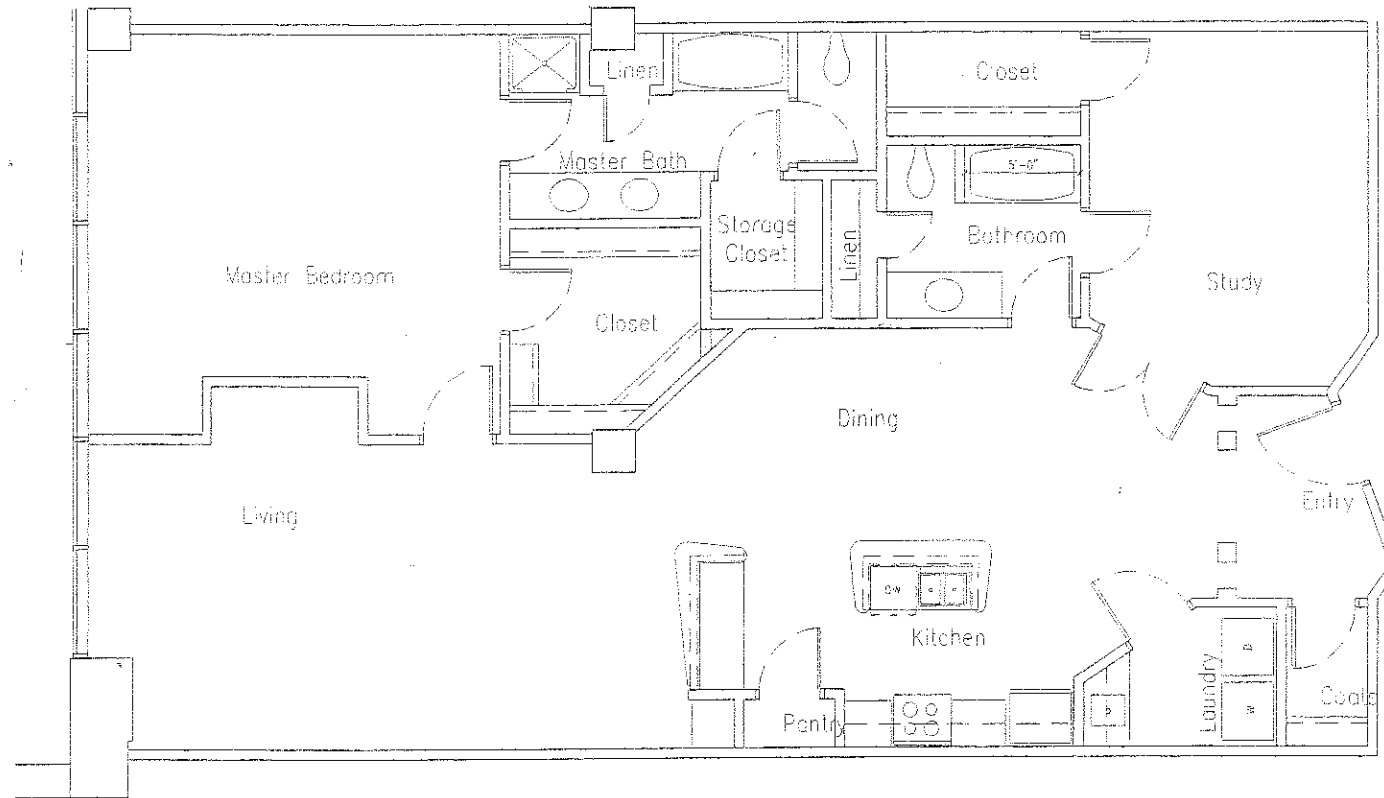 Linen
Closet
Master Bath
5'-0"
Storage
Closet
Linen
Bathroom
Master Bedroom
Study
Closet
Dining
Living
Entry
DW
Kitchen
Laundry
D
W
Pantry
Coats